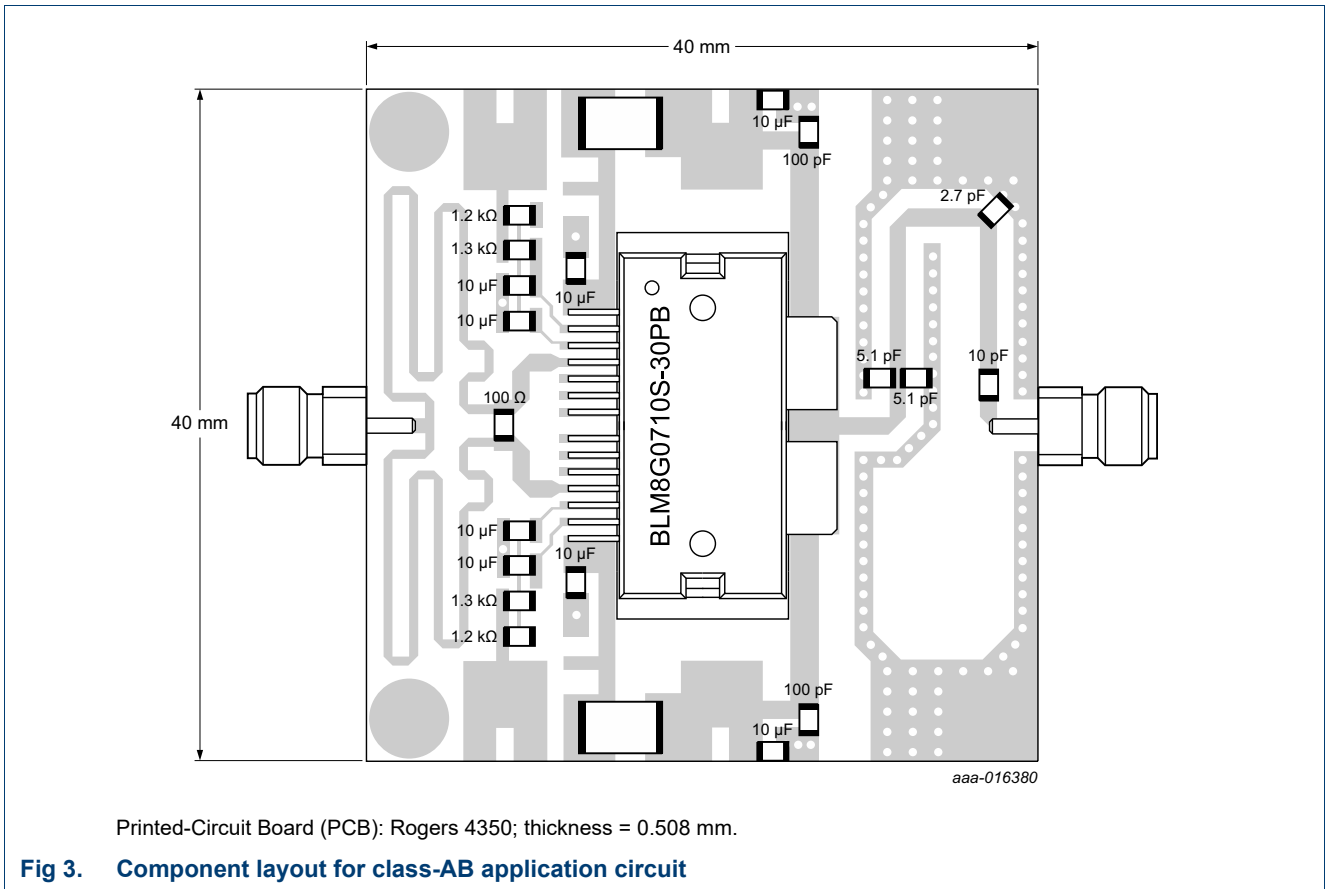 40 mm
10 µF
100 pF
2.7 pF
1.2 kΩ
1.3 kΩ
10 µF
10 µF
10 µF
40 mm
100 Ω
BLM8G0710S-30PB
5.1 pF
5.1 pF
10 pF
10 µF
10 µF
10 µF
1.3 kΩ
1.2 kΩ
100 pF
10 µF
aaa-016380
Printed-Circuit Board (PCB): Rogers 4350; thickness = 0.508 mm.
Fig 3. Component layout for class-AB application circuit